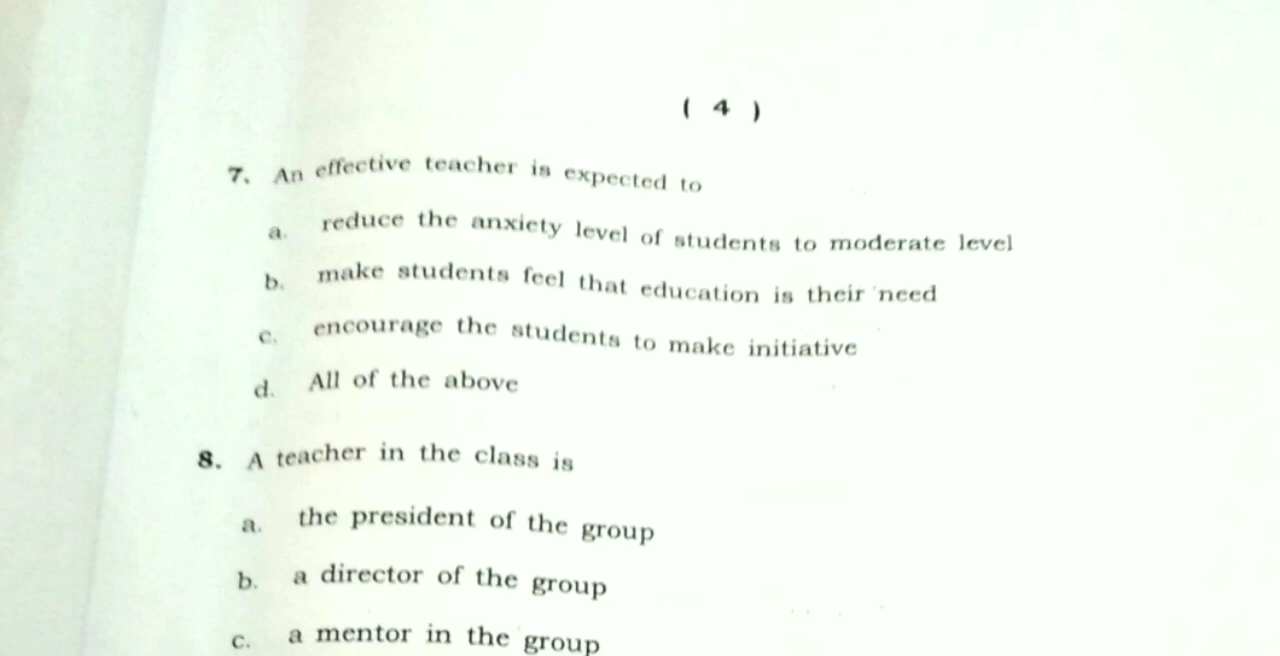 ( 4 )
7. An effective teacher is expected to
a. reduce the anxiety level of students to moderate level
b. make students feel that education is their need
c. encourage the students to make initiative
d. All of the above
8. A teacher in the class is
a. the president of the group
b. a director of the group
c. a mentor in the group